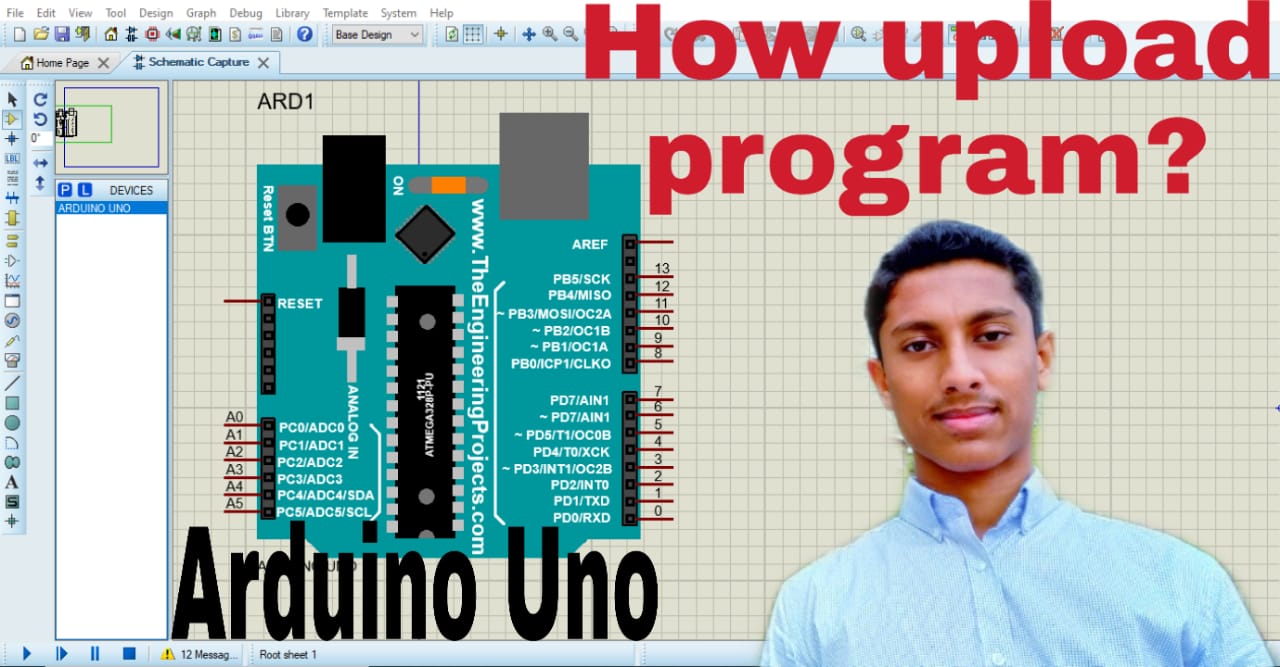 File Edit View Tool Design Graph Debug Library Template System Help
Base Design
Home Page
Schematic Capture
How upload
program?
0°
LBL
P L DEVICES
ARDUINO UNO
ARD1
Reset BTN
ON
www.TheEngineeringProjects.com
RESET
ANALOG IN
1121
ATMEGA328P-PU
A0 PC0/ADC0
A1 PC1/ADC1
A2 PC2/ADC2
A3 PC3/ADC3
A4 PC4/ADC4/SDA
A5 PC5/ADC5/SCL
AREF
PB5/SCK 13
PB4/MISO 12
~ PB3/MOSI/OC2A 11
~ PB2/OC1B 10
~ PB1/OC1A 9
PB0/ICP1/CLKO 8
PD7/AIN1 7
~ PD7/AIN1 6
~ PD5/T1/OC0B 5
PD4/T0/XCK 4
~ PD3/INT1/OC2B 3
PD2/INT0 2
PD1/TXD 1
PD0/RXD 0
Arduino Uno
A
S
12 Messag...
Root sheet 1